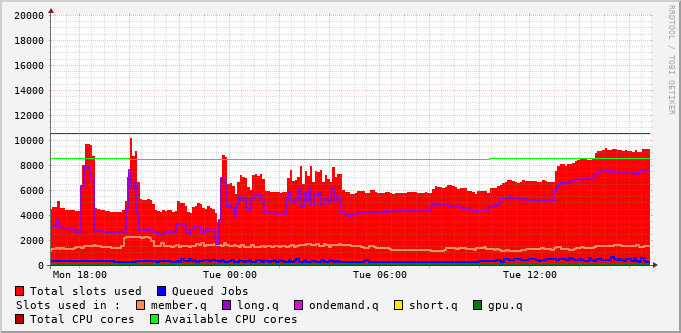 20000
18000
16000
14000
12000
10000
8000
6000
4000
2000
0
Mon 18:00 Tue 00:00 Tue 06:00 Tue 12:00
RRDTOOL / TOBI OETIKER
Total slots used Queued Jobs
Slots used in : member.q long.q ondemand.q short.q gpu.q
Total CPU cores Available CPU cores